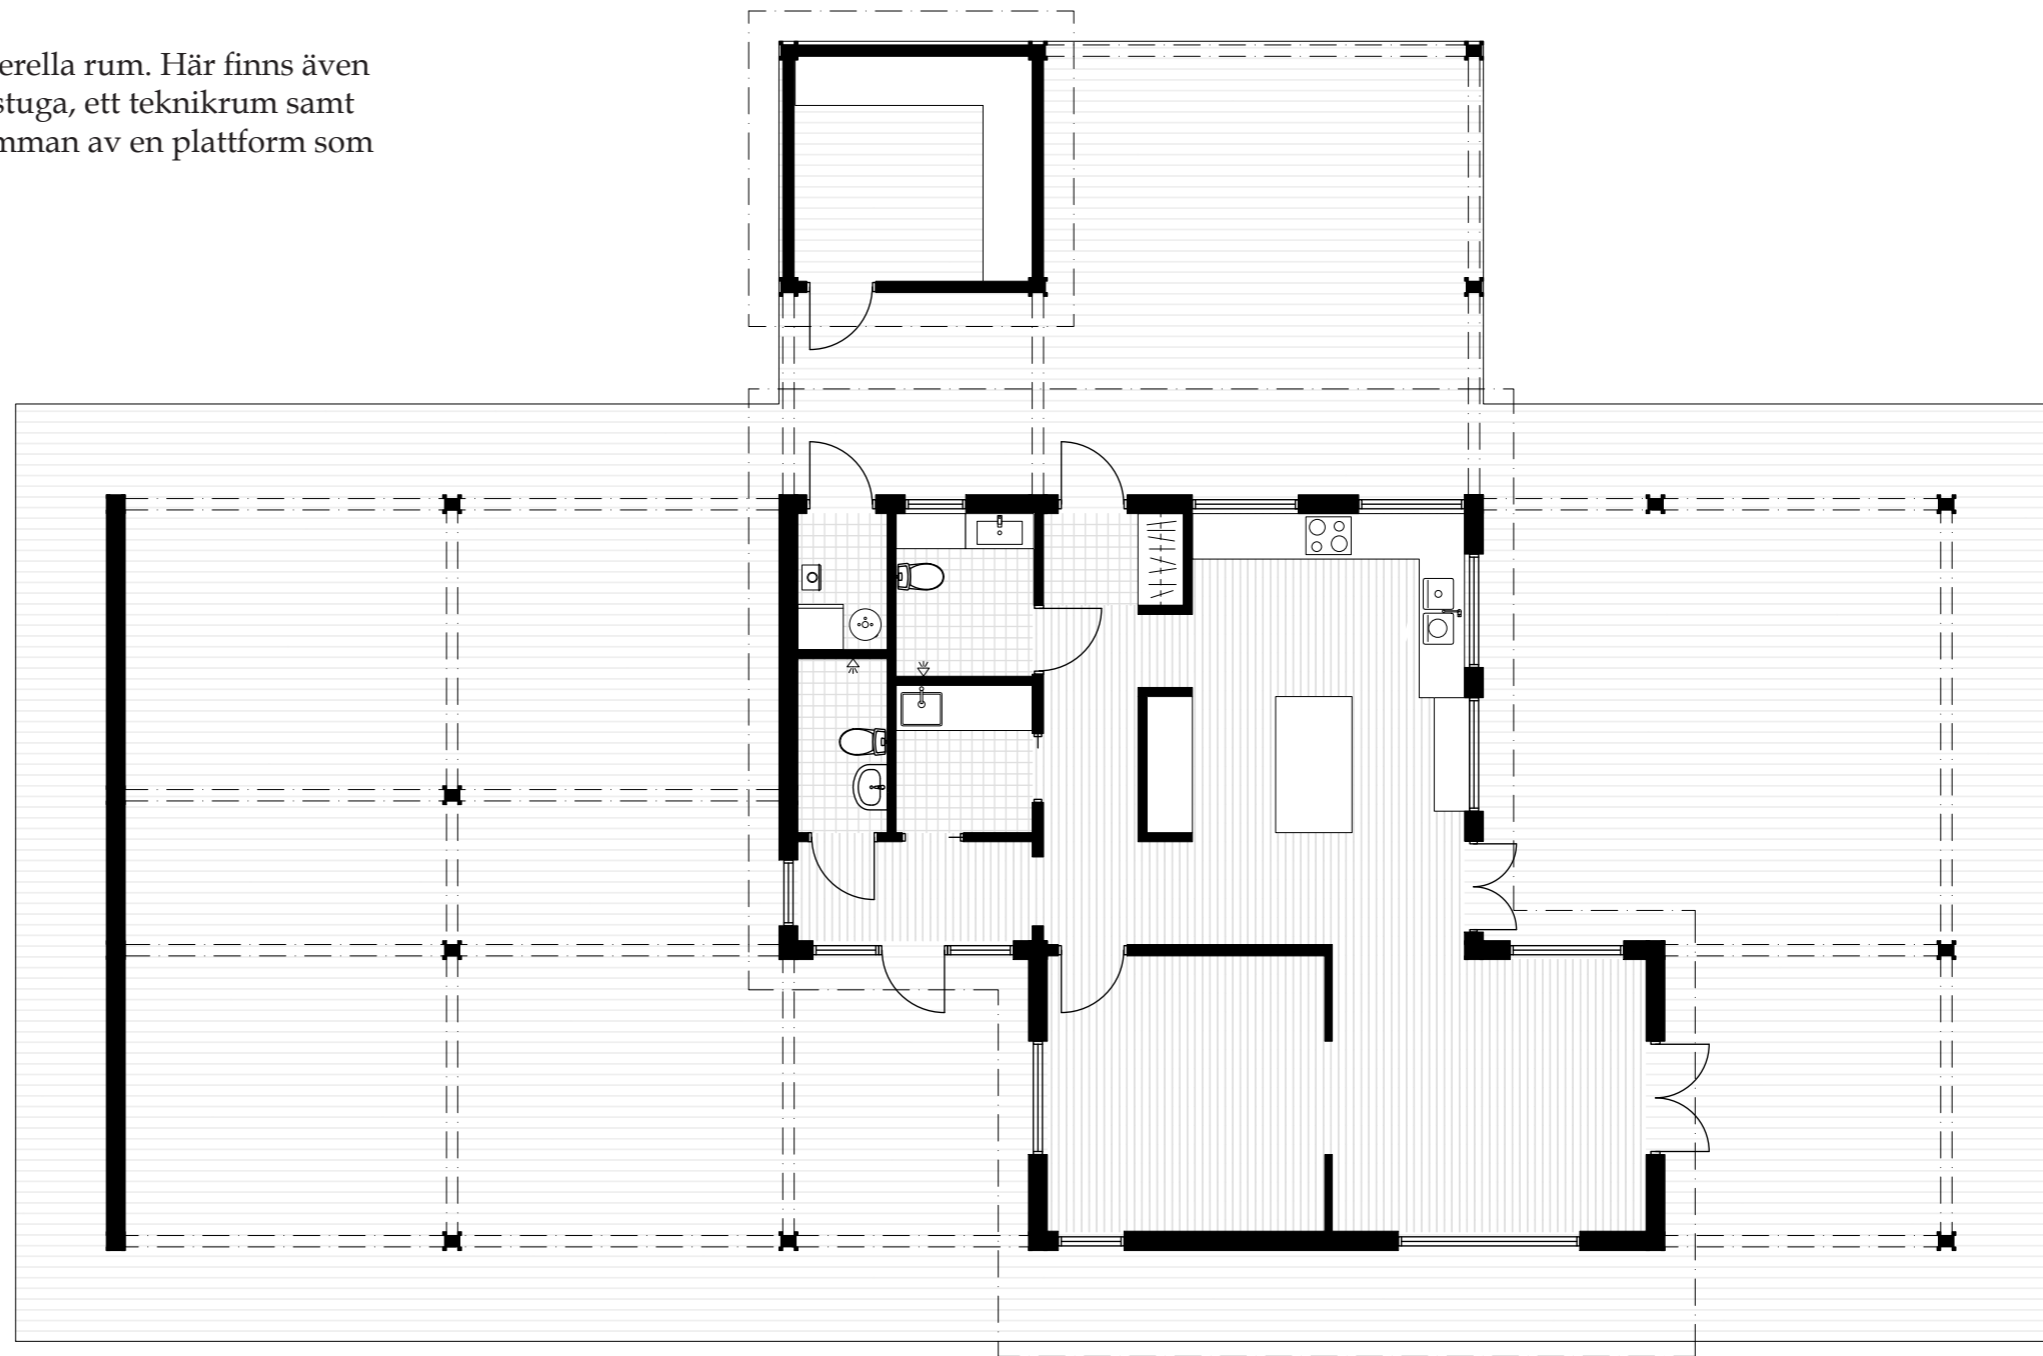 erella rum. Här finns även
stuga, ett teknikrum samt
mman av en plattform som